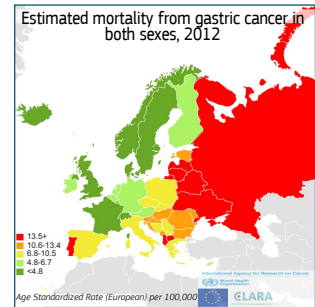 Estimated mortality from gastric cancer in
both sexes, 2012
13.5+
10.6-13.4
6.8-10.5
4.8-6.7
<4.8
International Agency for Research on Cancer
World Health
Organization
Age Standardized Rate (European) per 100,000
CLARA